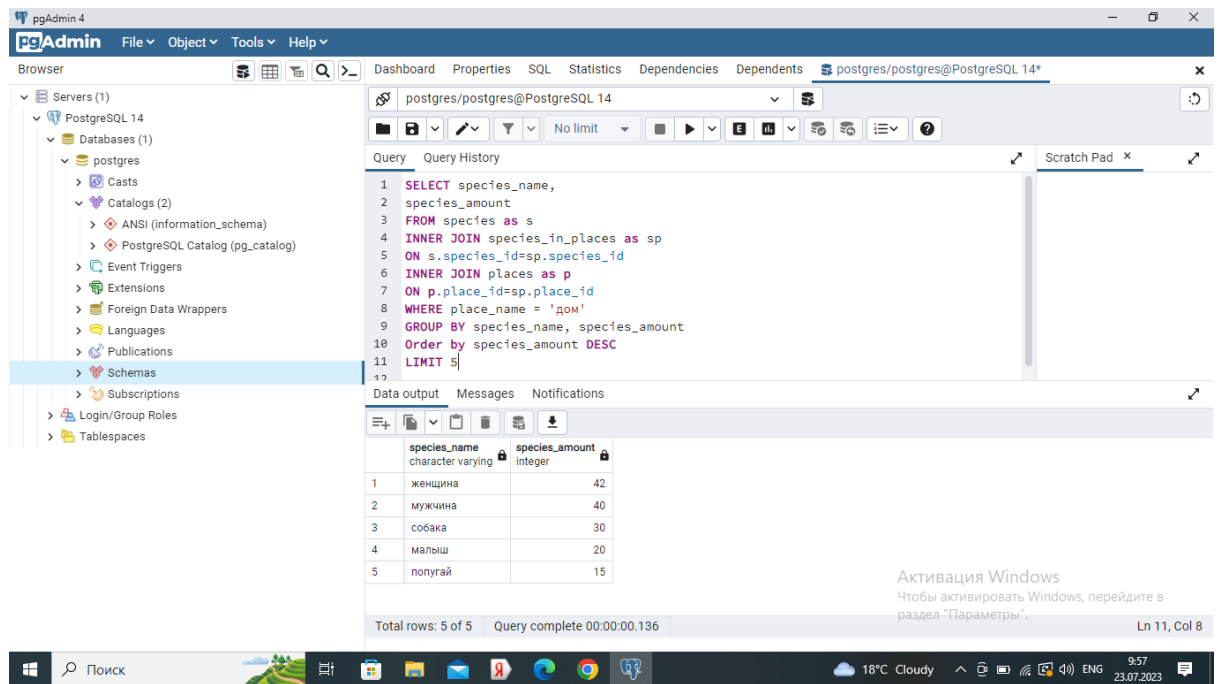 pgAdmin 4
pgAdmin File Object Tools Help
Browser
Servers (1)
PostgreSQL 14
Databases (1)
postgres
Casts
Catalogs (2)
ANSI (information_schema)
PostgreSQL Catalog (pg_catalog)
Event Triggers
Extensions
Foreign Data Wrappers
Languages
Publications
Schemas
Subscriptions
Login/Group Roles
Tablespaces
Dashboard Properties SQL Statistics Dependencies Dependents postgres/postgres@PostgreSQL 14*
postgres/postgres@PostgreSQL 14
No limit
E
Query Query History
Scratch Pad
1 SELECT species_name,
2 species_amount
3 FROM species as s
4 INNER JOIN species_in_places as sp
5 ON s.species_id=sp.species_id
6 INNER JOIN places as p
7 ON p.place_id=sp.place_id
8 WHERE place_name = 'дом'
9 GROUP BY species_name, species_amount
10 Order by species_amount DESC
11 LIMIT 5
12
Data output Messages Notifications
species_name species_amount
character varying integer
1 женщина 42
2 мужчина 40
3 собака 30
4 малыш 20
5 попугай 15
Активация Windows
Чтобы активировать Windows, перейдите в
раздел "Параметры".
Total rows: 5 of 5 Query complete 00:00:00.136 Ln 11, Col 8
Поиск
Я
18°C Cloudy ENG 9:57
23.07.2023